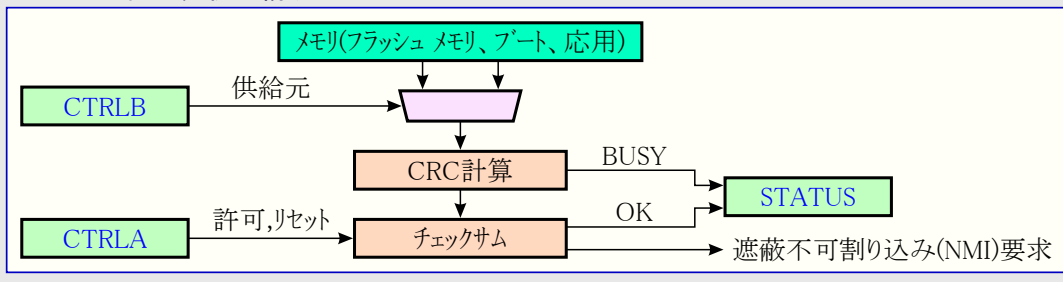 メモリ(フラッシュ メモリ、ブート、応用)
供給元
CTRLB
CRC計算
BUSY
STATUS
OK
許可,リセット
CTRLA
チェックサム
遮蔽不可割り込み(NMI)要求